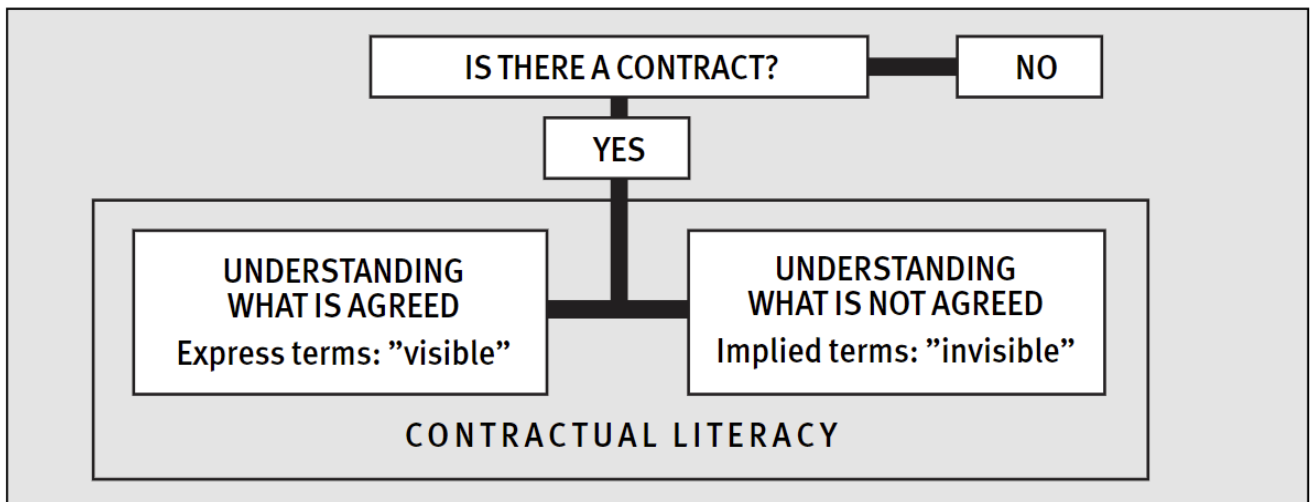 IS THERE A CONTRACT?
NO
YES
UNDERSTANDING
WHAT IS AGREED
Express terms: ”visible”
UNDERSTANDING
WHAT IS NOT AGREED
Implied terms: ”invisible”
CONTRACTUAL LITERACY